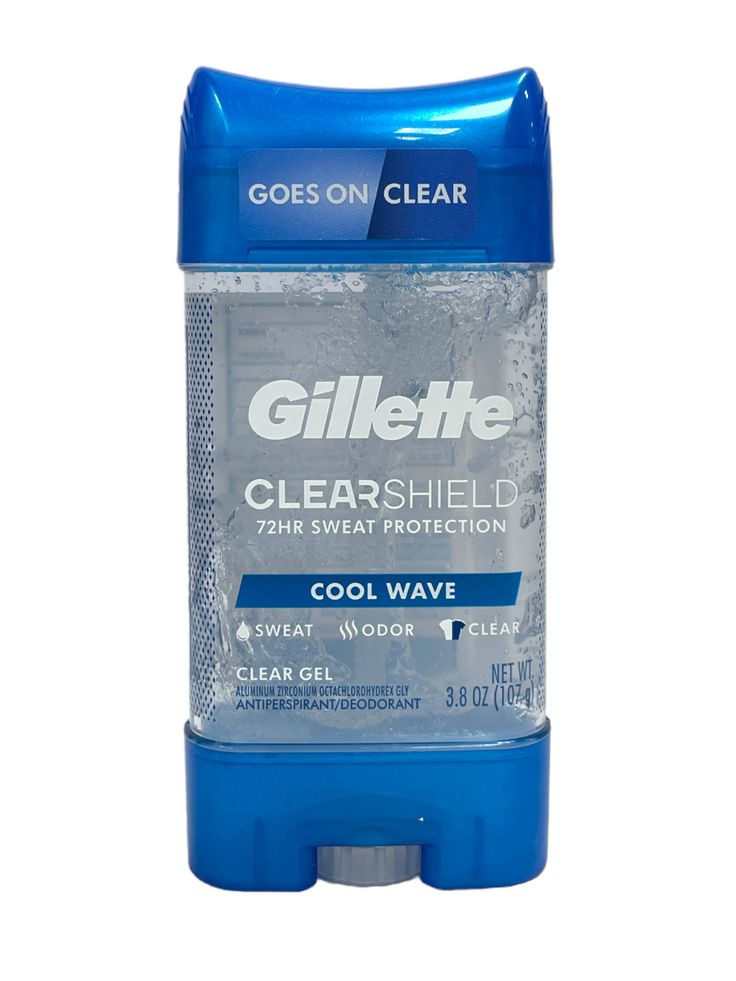 GOES ON CLEAR
Gillette
CLEARSHIELD
72HR SWEAT PROTECTION
COOL WAVE
SWEAT ODOR CLEAR
CLEAR GEL
ALUMINUM ZIRCONIUM OCTACHLOROHYDREX GLY
ANTIPERSPIRANT/DEODORANT
NET WT.
3.8 OZ (107 g)